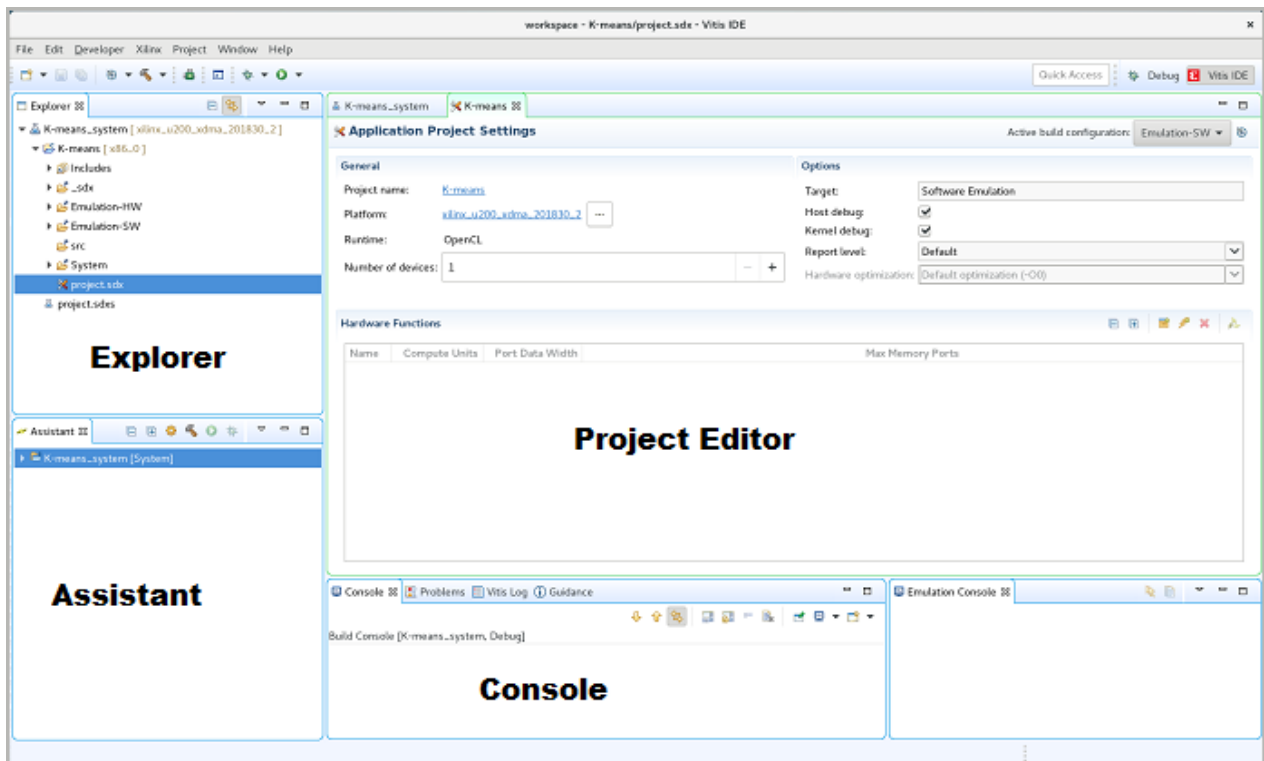 workspace - K-means/project.sdx - Vitis IDE
File Edit Developer Xilinx Project Window Help
Quick Access Debug Vitis IDE
Explorer
K-means_system [ xilinx_u200_xdma_201830_2 ]
K-means [ x86_0 ]
Includes
_sdx
Emulation-HW
Emulation-SW
src
System
project.sdx
project.sdxs
Explorer
Assistant
K-means_system [System]
Assistant
K-means_system K-means
Application Project Settings
Active build configuration: Emulation-SW
General
Project name: K-means
Platform: xilinx_u200_xdma_201830_2 ...
Runtime: OpenCL
Number of devices: 1 − +
Options
Target: Software Emulation
Host debug:
Kernel debug:
Report level: Default
Hardware optimization: Default optimization (-O0)
Hardware Functions
Name Compute Units Port Data Width Max Memory Ports
Project Editor
Console Problems Vitis Log Guidance
Build Console [K-means_system, Debug]
Console
Emulation Console